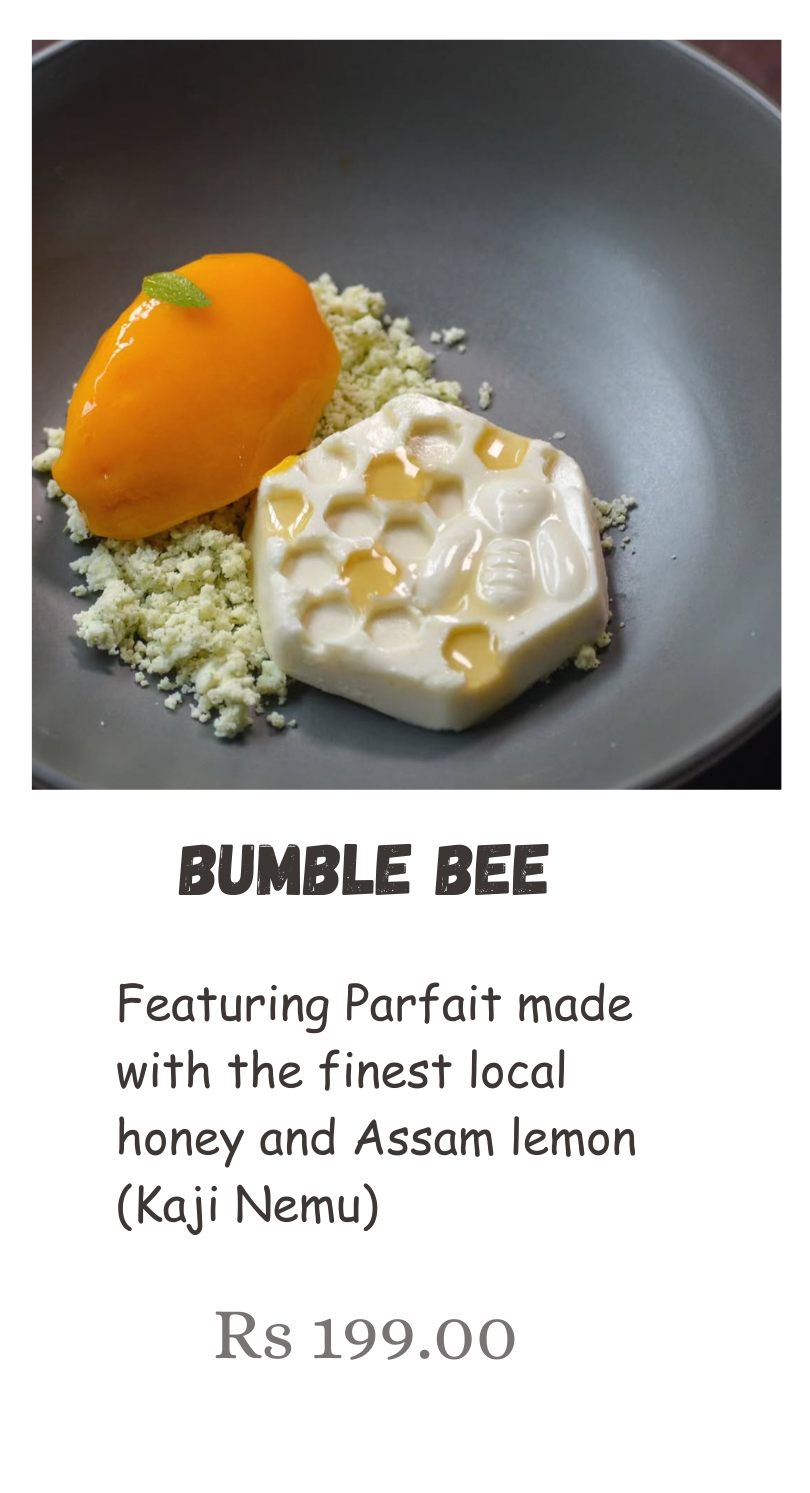 BUMBLE BEE
Featuring Parfait made
with the finest local
honey and Assam lemon
(Kaji Nemu)
Rs 199.00